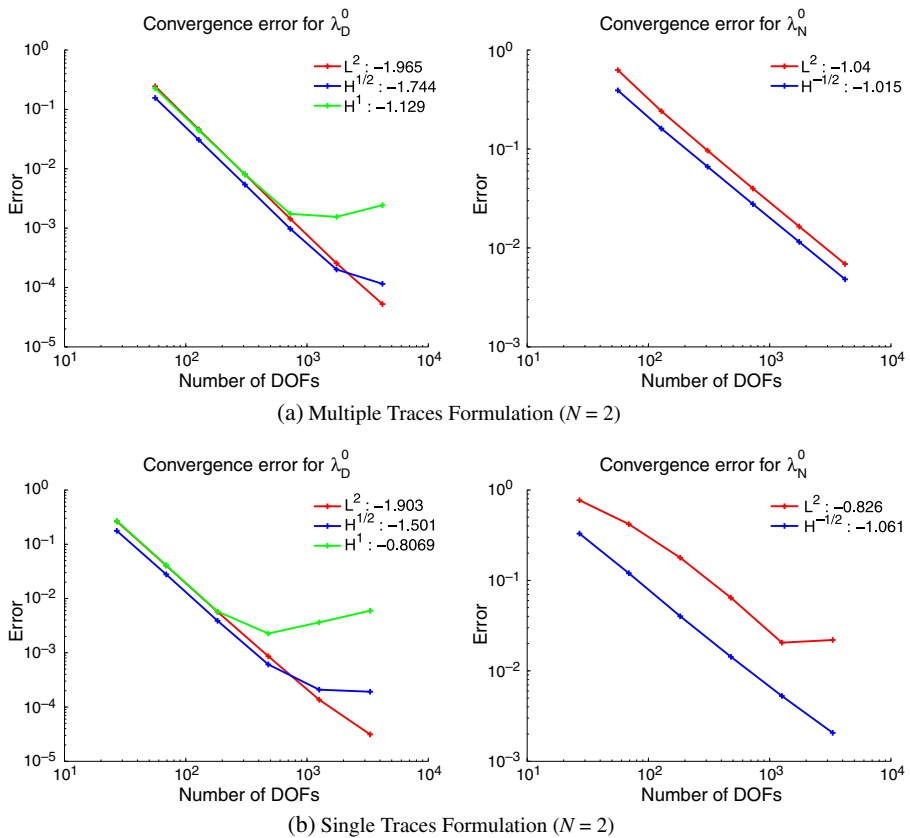 Convergence error for λ_D^0
10^0
10^-1
10^-2
10^-3
10^-4
10^-5
Error
L^2 : −1.965
H^1/2 : −1.744
H^1 : −1.129
10^1 10^2 10^3 10^4
Number of DOFs
Convergence error for λ_N^0
10^0
10^-1
10^-2
10^-3
Error
L^2 : −1.04
H^−1/2 : −1.015
10^1 10^2 10^3 10^4
Number of DOFs
(a) Multiple Traces Formulation (N = 2)
Convergence error for λ_D^0
10^0
10^-1
10^-2
10^-3
10^-4
10^-5
Error
L^2 : −1.903
H^1/2 : −1.501
H^1 : −0.8069
10^1 10^2 10^3 10^4
Number of DOFs
Convergence error for λ_N^0
10^0
10^-1
10^-2
10^-3
Error
L^2 : −0.826
H^−1/2 : −1.061
10^1 10^2 10^3 10^4
Number of DOFs
(b) Single Traces Formulation (N = 2)